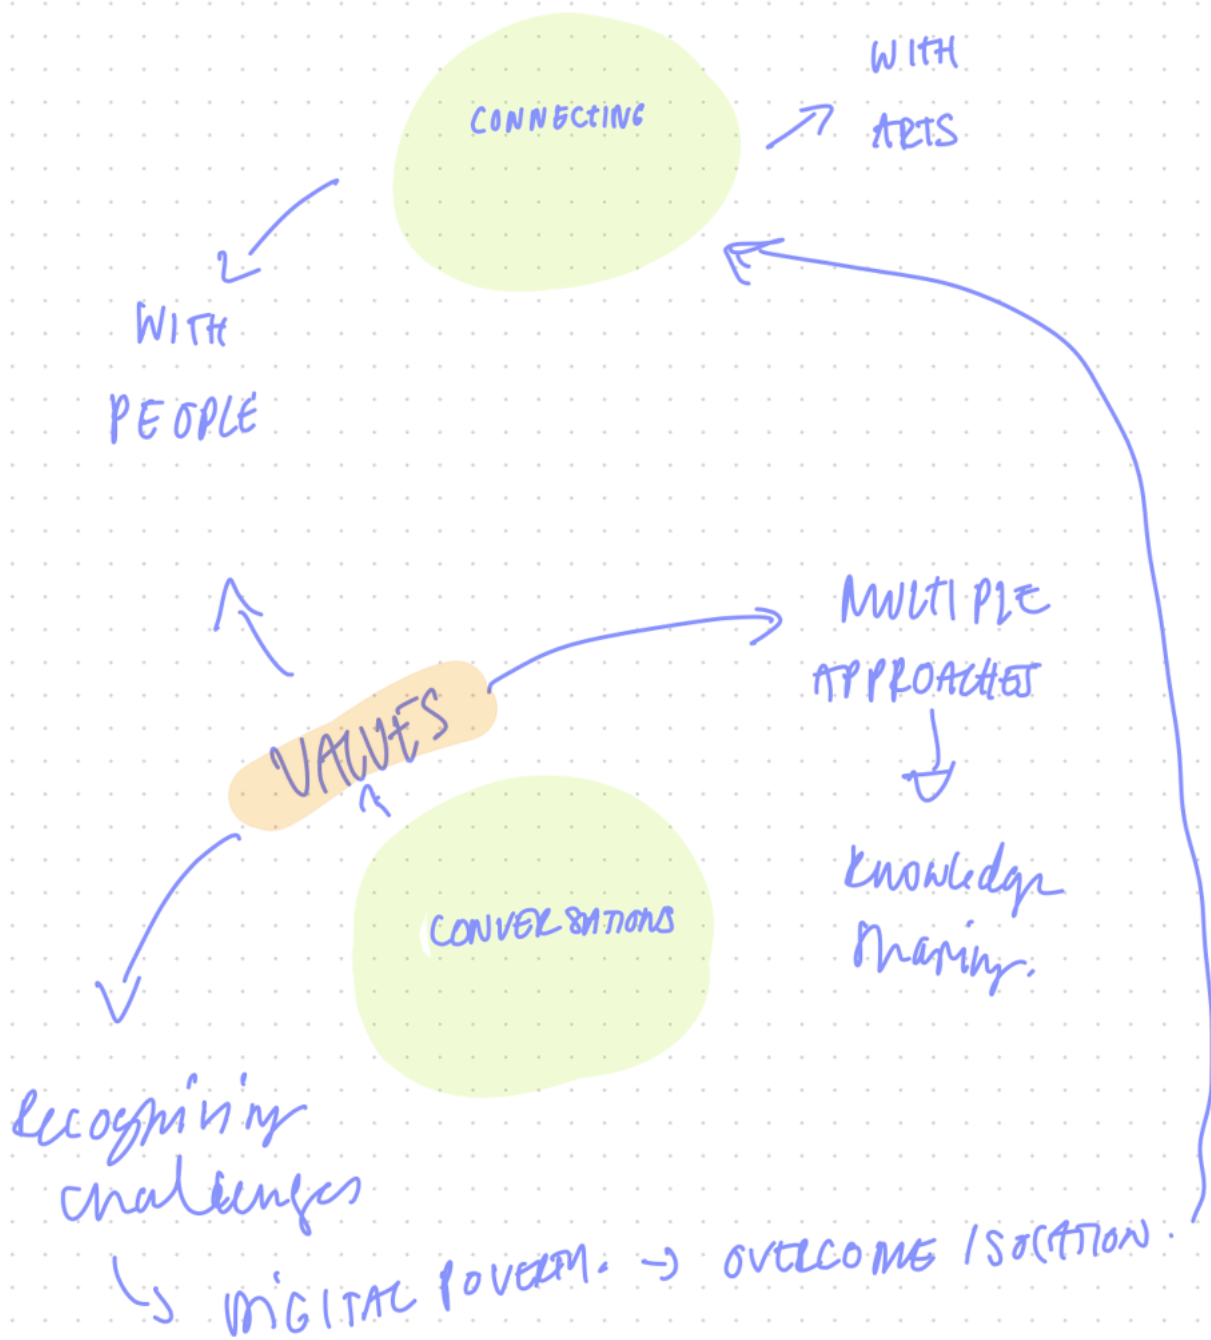 CONNECTING
WITH
ARTS
WITH
PEOPLE
MULTIPLE
APPROACHES
VALUES
Knowledge
Sharing.
CONVERSATIONS
Recognising
challenges
DIGITAL POVERTY. → OVERCOME ISOLATION.